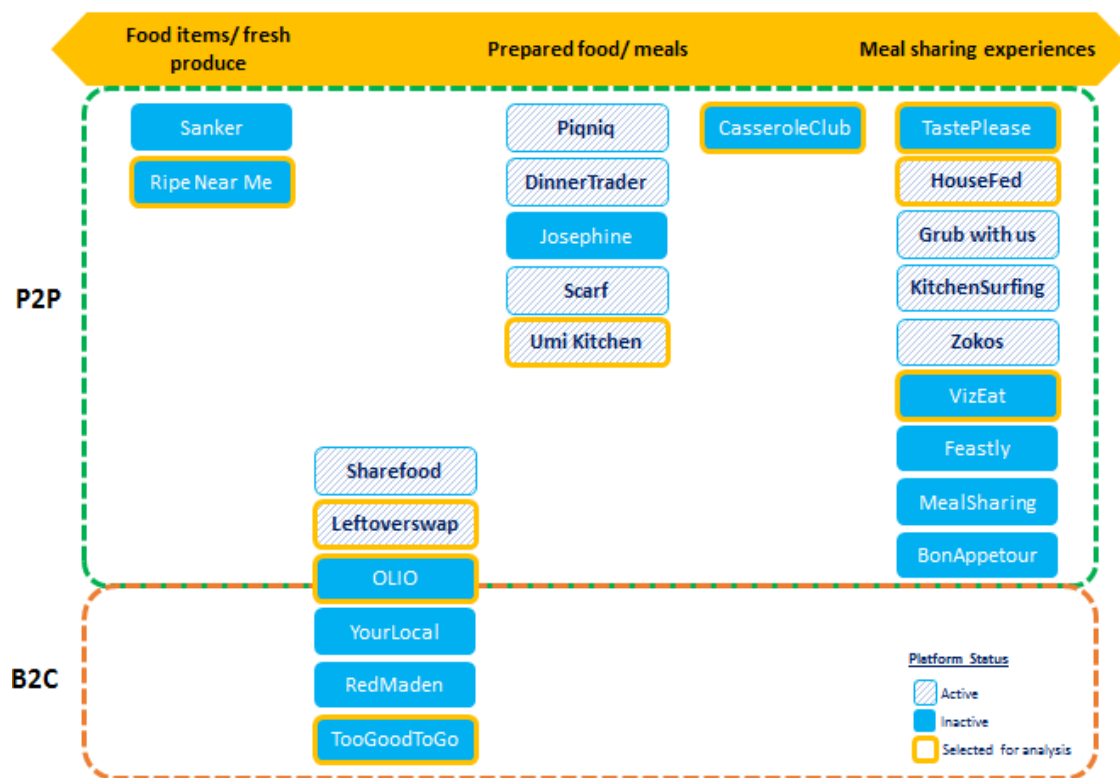 Food items/ fresh
produce
Prepared food/ meals
Meal sharing experiences
P2P
Sanker
Ripe Near Me
Piqniq
DinnerTrader
Josephine
Scarf
Umi Kitchen
CasseroleClub
TastePlease
HouseFed
Grub with us
KitchenSurfing
Zokos
VizEat
Feastly
MealSharing
BonAppetour
Sharefood
Leftoverswap
OLIO
B2C
YourLocal
RedMaden
TooGoodToGo
Platform Status
Active
Inactive
Selected for analysis